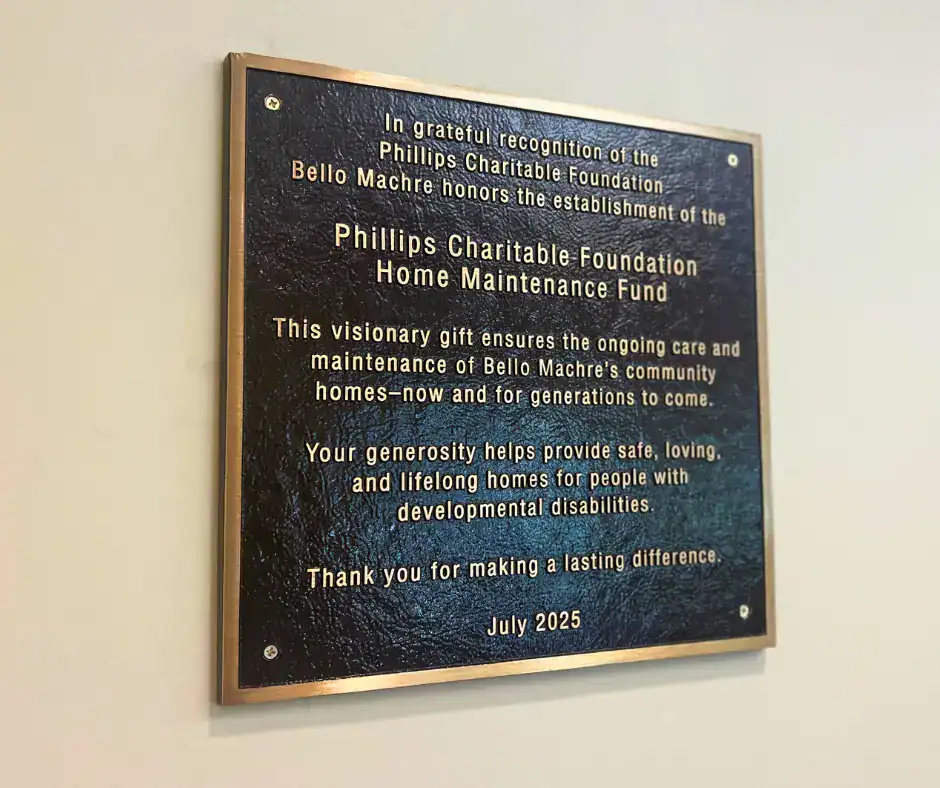 In grateful recognition of the
Phillips Charitable Foundation
Bello Machre honors the establishment of the
Phillips Charitable Foundation
Home Maintenance Fund
This visionary gift ensures the ongoing care and
maintenance of Bello Machre's community
homes–now and for generations to come.
Your generosity helps provide safe, loving,
and lifelong homes for people with
developmental disabilities.
Thank you for making a lasting difference.
July 2025